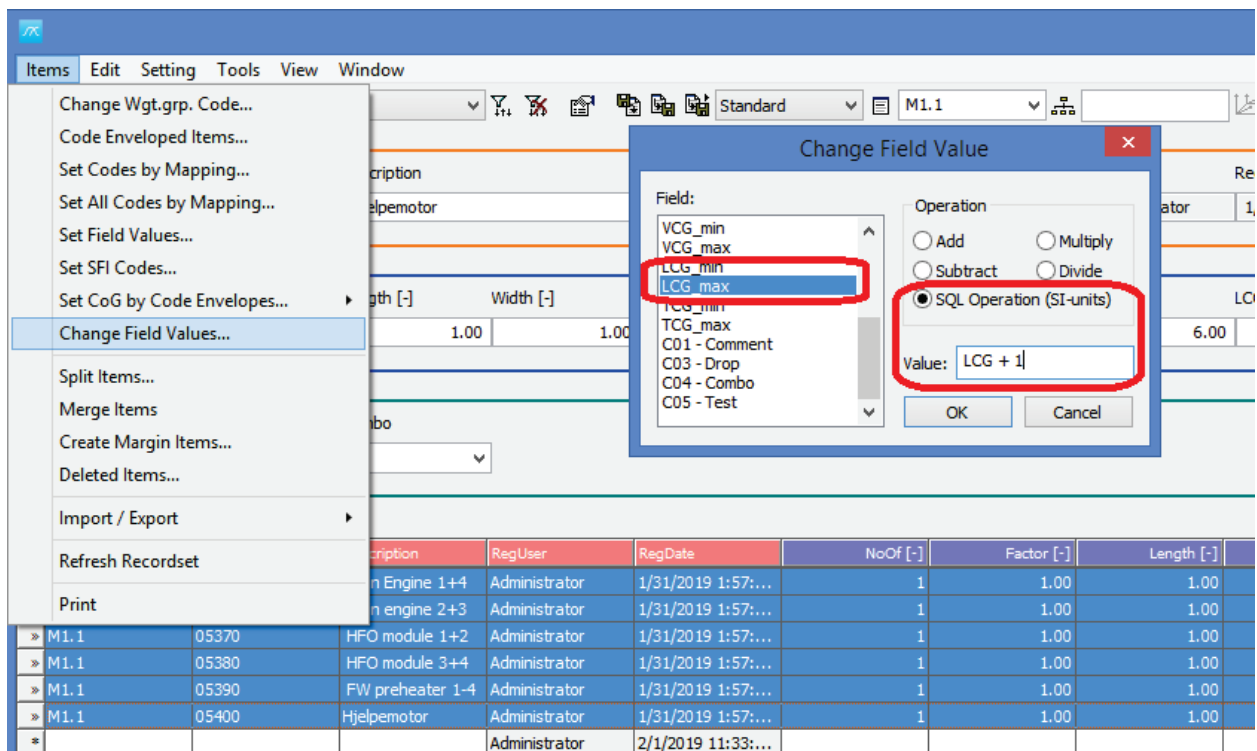 Items Edit Setting Tools View Window
Change Wgt.grp. Code...
Code Enveloped Items...
Set Codes by Mapping...
Set All Codes by Mapping...
Set Field Values...
Set SFI Codes...
Set CoG by Code Envelopes...
Change Field Values...
Split Items...
Merge Items
Create Margin Items...
Deleted Items...
Import / Export
Refresh Recordset
Print
Standard M1.1
cription Re
elpemotor ator 1/
gth [-] Width [-] LCG
1.00 1.00 6.00
nbo
Change Field Value
Field:
VCG_min
VCG_max
LCG_min
LCG_max
TCG_min
TCG_max
C01 - Comment
C03 - Drop
C04 - Combo
C05 - Test
Operation
Add Multiply
Subtract Divide
SQL Operation (SI-units)
Value: LCG + 1
OK Cancel
cription RegUser RegDate NoOf [-] Factor [-] Length [-]
n Engine 1+4 Administrator 1/31/2019 1:57:... 1 1.00 1.00
n engine 2+3 Administrator 1/31/2019 1:57:... 1 1.00 1.00
» M1.1 05370 HFO module 1+2 Administrator 1/31/2019 1:57:... 1 1.00 1.00
» M1.1 05380 HFO module 3+4 Administrator 1/31/2019 1:57:... 1 1.00 1.00
» M1.1 05390 FW preheater 1-4 Administrator 1/31/2019 1:57:... 1 1.00 1.00
» M1.1 05400 Hjelpemotor Administrator 1/31/2019 1:57:... 1 1.00 1.00
* Administrator 2/1/2019 11:33:...